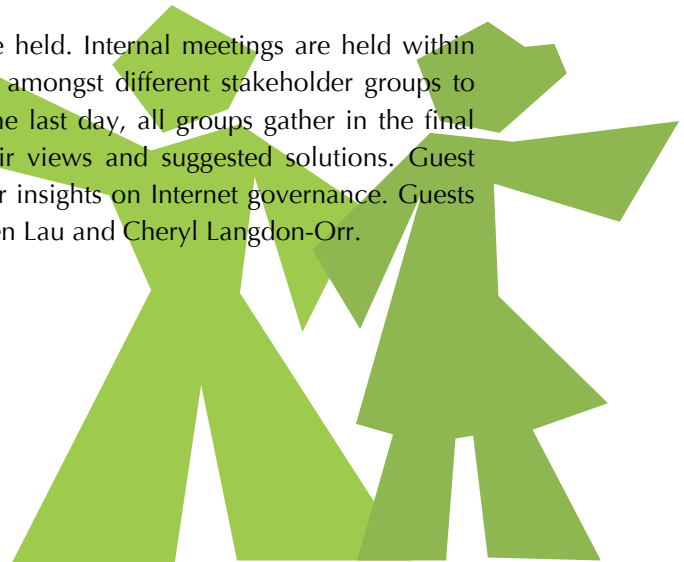 e held. Internal meetings are held within
amongst different stakeholder groups to
he last day, all groups gather in the final
ir views and suggested solutions. Guest
r insights on Internet governance. Guests
en Lau and Cheryl Langdon-Orr.